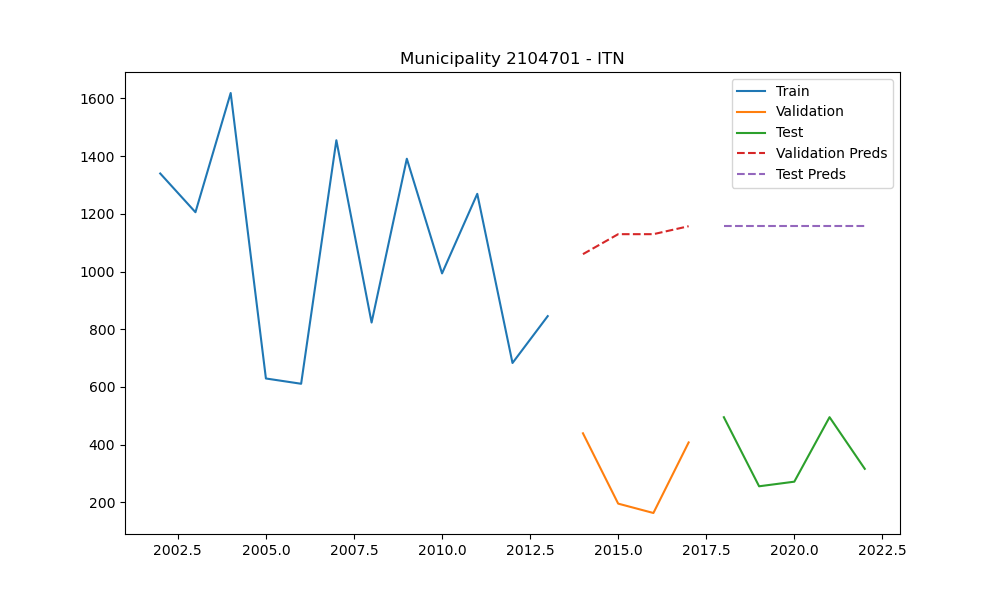 Municipality 2104701 - ITN
Train
Validation
Test
Validation Preds
Test Preds
1600
1400
1200
1000
800
600
400
200
2002.5 2005.0 2007.5 2010.0 2012.5 2015.0 2017.5 2020.0 2022.5